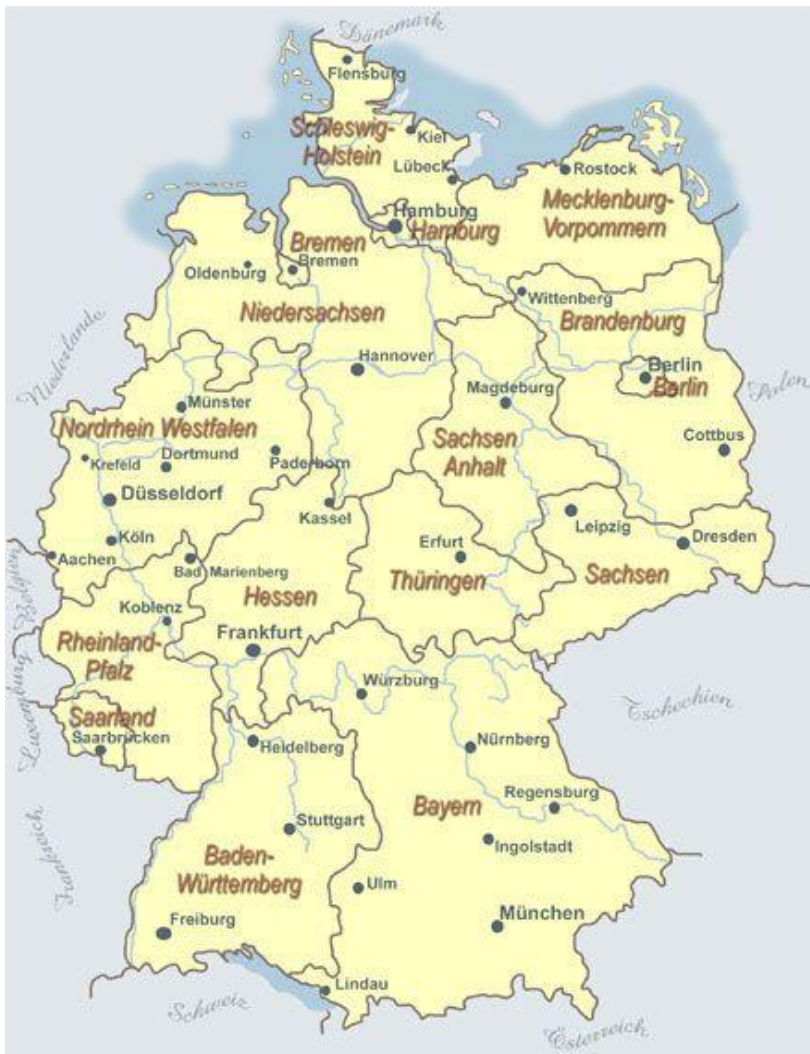 Dänemark
Flensburg
Schleswig-
Holstein
Kiel
Lübeck
Rostock
Mecklenburg-
Vorpommern
Hamburg
Hamburg
Bremen
Bremen
Oldenburg
Niedersachsen
Wittenberg
Brandenburg
Niederlande
Hannover
Berlin
Berlin
Polen
Magdeburg
Münster
Nordrhein Westfalen
Sachsen
Anhalt
Cottbus
Krefeld
Dortmund
Paderborn
Düsseldorf
Kassel
Leipzig
Köln
Erfurt
Dresden
Aachen
Bad Marienberg
Hessen
Thüringen
Sachsen
Belgien
Koblenz
Frankfurt
Rheinland-
Pfalz
Luxemburg
Würzburg
Tschechien
Saarland
Saarbrücken
Heidelberg
Nürnberg
Regensburg
Bayern
Stuttgart
Ingolstadt
Frankreich
Baden-
Württemberg
Ulm
Freiburg
München
Lindau
Schweiz
Österreich